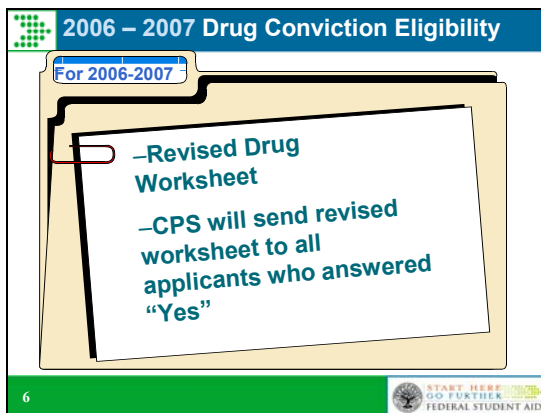 2006 – 2007 Drug Conviction Eligibility
For 2006-2007
–Revised Drug
Worksheet
–CPS will send revised
worksheet to all
applicants who answered
“Yes”
6
START HERE
GO FURTHER
FEDERAL STUDENT AID